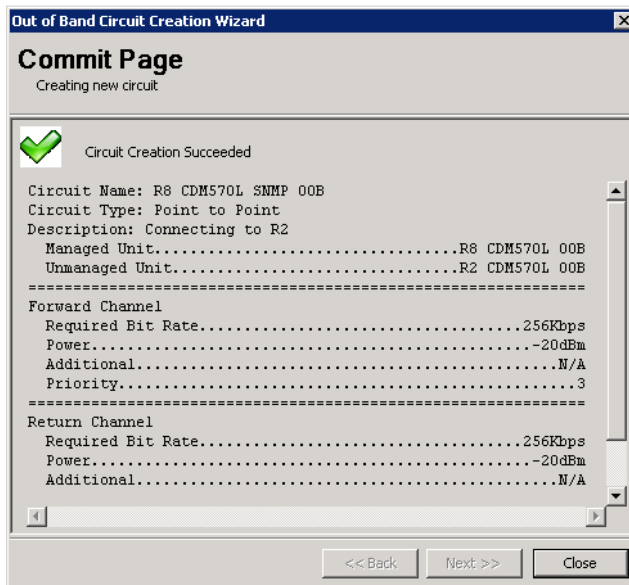 Out of Band Circuit Creation Wizard
Commit Page
Creating new circuit
Circuit Creation Succeeded
Circuit Name: R8 CDM570L SNMP OOB
Circuit Type: Point to Point
Description: Connecting to R2
Managed Unit..................................R8 CDM570L OOB
Unmanaged Unit................................R2 CDM570L OOB
==============================================================
Forward Channel
Required Bit Rate....................................256Kbps
Power.................................................-20dBm
Additional...............................................N/A
Priority...................................................3
==============================================================
Return Channel
Required Bit Rate....................................256Kbps
Power.................................................-20dBm
Additional...............................................N/A
<< Back Next >> Close